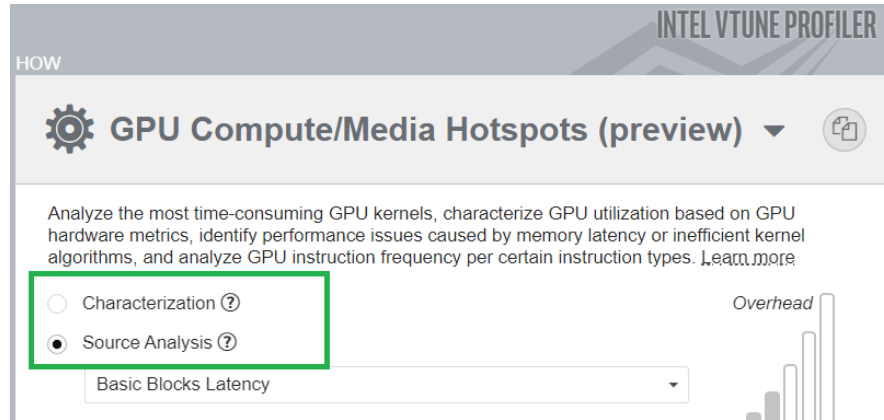 INTEL VTUNE PROFILER
HOW
GPU Compute/Media Hotspots (preview)
Analyze the most time-consuming GPU kernels, characterize GPU utilization based on GPU
hardware metrics, identify performance issues caused by memory latency or inefficient kernel
algorithms, and analyze GPU instruction frequency per certain instruction types. Learn more
Characterization ?
Overhead
Source Analysis ?
Basic Blocks Latency